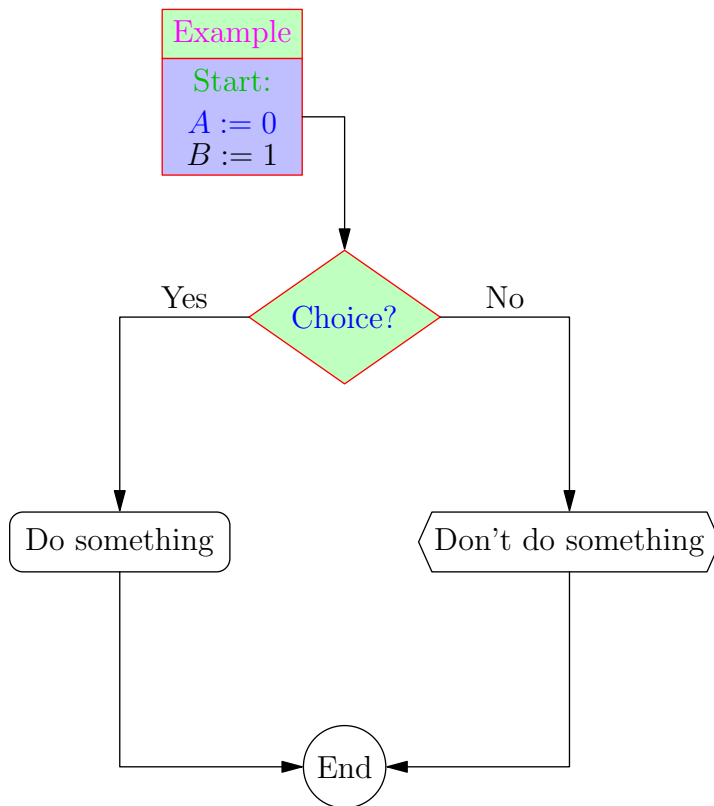 Example
Start:
A := 0
B := 1
Yes
No
Choice?
Do something
Don't do something
End